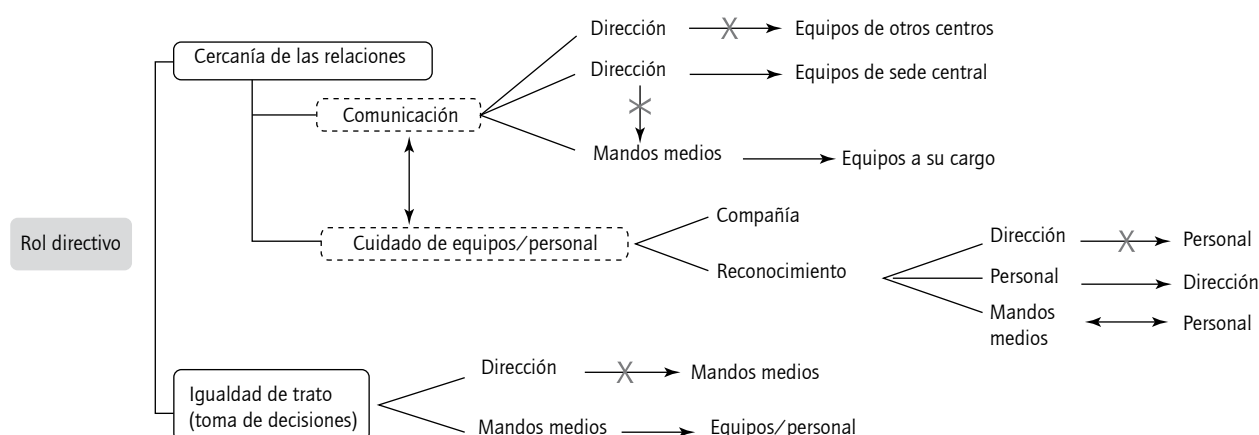 Dirección
Equipos de otros centros
Cercanía de las relaciones
Dirección
Equipos de sede central
Comunicación
Mandos medios
Equipos a su cargo
Rol directivo
Cuidado de equipos/personal
Compañía
Reconocimiento
Dirección
Personal
Personal
Dirección
Mandos
medios
Personal
Igualdad de trato
(toma de decisiones)
Dirección
Mandos medios
Mandos medios
Equipos/personal